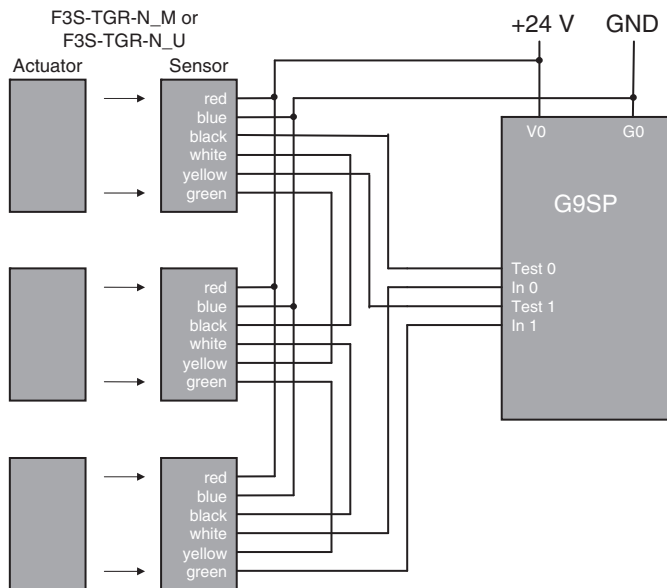 F3S-TGR-N_M or
F3S-TGR-N_U
Actuator
Sensor
+24 V
GND
red
blue
black
white
yellow
green
V0
G0
G9SP
Test 0
In 0
Test 1
In 1
red
blue
black
white
yellow
green
red
blue
black
white
yellow
green